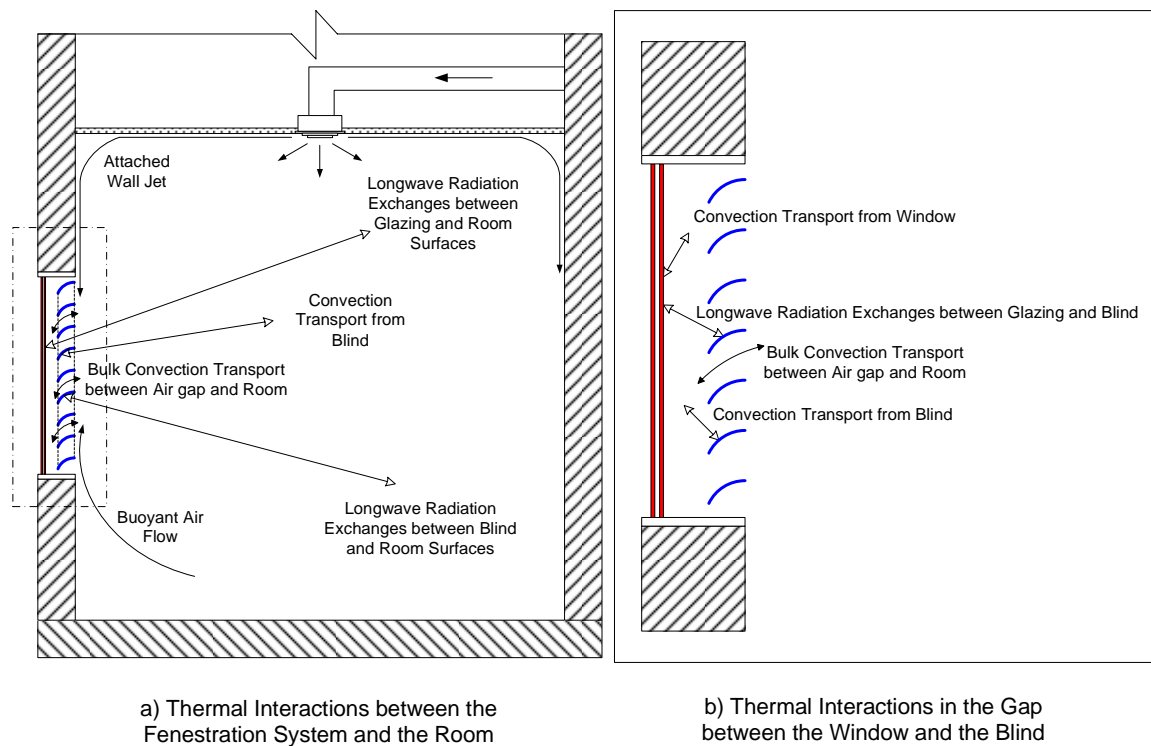 Attached
Wall Jet
Longwave Radiation
Exchanges between
Glazing and Room
Surfaces
Convection
Transport from
Blind
Bulk Convection Transport
between Air gap and Room
Buoyant Air
Flow
Longwave Radiation
Exchanges between Blind
and Room Surfaces
a) Thermal Interactions between the
Fenestration System and the Room
Convection Transport from Window
Longwave Radiation Exchanges between Glazing and Blind
Bulk Convection Transport
between Air gap and Room
Convection Transport from Blind
b) Thermal Interactions in the Gap
between the Window and the Blind